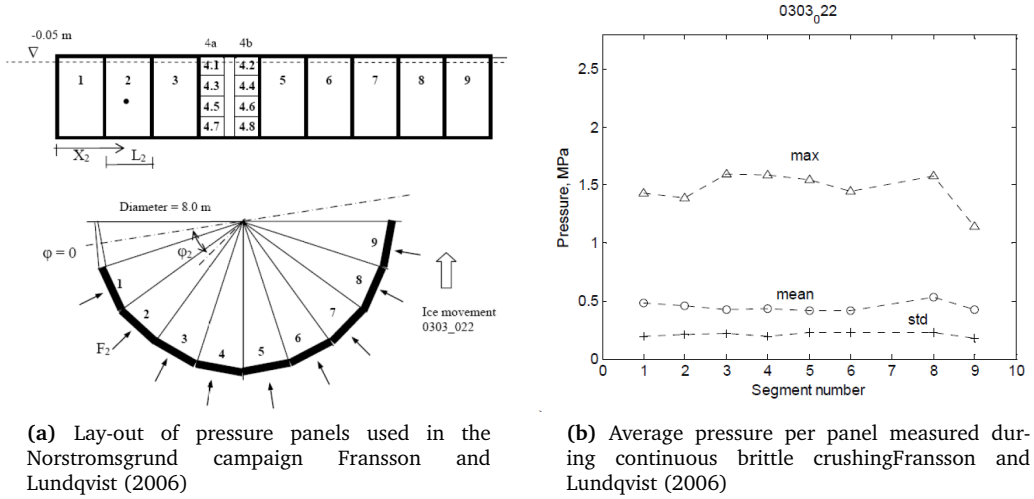 -0.05 m
∇
4a 4b
1 2 3 4.1 4.2 5 6 7 8 9
4.3 4.4
4.5 4.6
4.7 4.8
X₂ L₂
Diameter = 8.0 m
φ = 0
φ₂
1 2 3 4 5 6 7 8 9
F₂
Ice movement
0303_022
(a) Lay-out of pressure panels used in the
Norstromsgrund campaign Fransson and
Lundqvist (2006)
0303₀22
Pressure, MPa
2.5
2
1.5
1
0.5
0
max
mean
std
0 1 2 3 4 5 6 7 8 9 10
Segment number
(b) Average pressure per panel measured dur-
ing continuous brittle crushingFransson and
Lundqvist (2006)